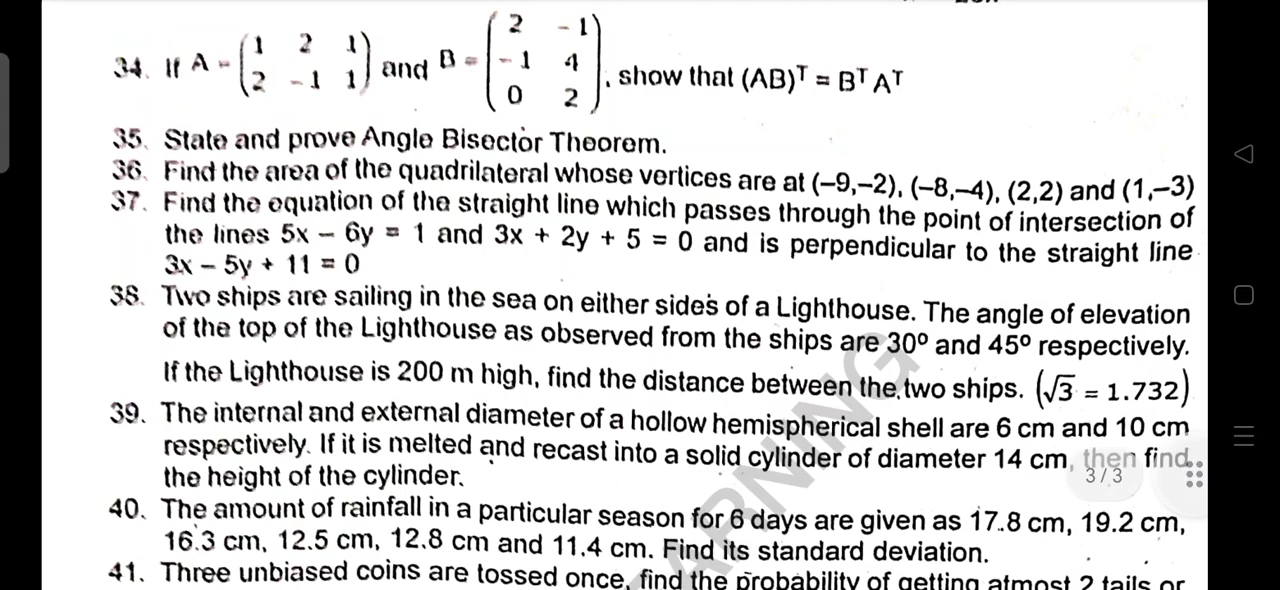 34. If A = (1 2 1 / 2 -1 1) and B = (2 -1 / -1 4 / 0 2), show that (AB)ᵀ = Bᵀ Aᵀ
35. State and prove Angle Bisector Theorem.
36. Find the area of the quadrilateral whose vertices are at (–9,–2), (–8,–4), (2,2) and (1,–3)
37. Find the equation of the straight line which passes through the point of intersection of
the lines 5x – 6y = 1 and 3x + 2y + 5 = 0 and is perpendicular to the straight line
3x – 5y + 11 = 0
38. Two ships are sailing in the sea on either sides of a Lighthouse. The angle of elevation
of the top of the Lighthouse as observed from the ships are 30º and 45º respectively.
If the Lighthouse is 200 m high, find the distance between the two ships. (√3 = 1.732)
39. The internal and external diameter of a hollow hemispherical shell are 6 cm and 10 cm
respectively. If it is melted and recast into a solid cylinder of diameter 14 cm, then find
the height of the cylinder.
3/3
40. The amount of rainfall in a particular season for 6 days are given as 17.8 cm, 19.2 cm,
16.3 cm, 12.5 cm, 12.8 cm and 11.4 cm. Find its standard deviation.
41. Three unbiased coins are tossed once, find the probability of getting atmost 2 tails or